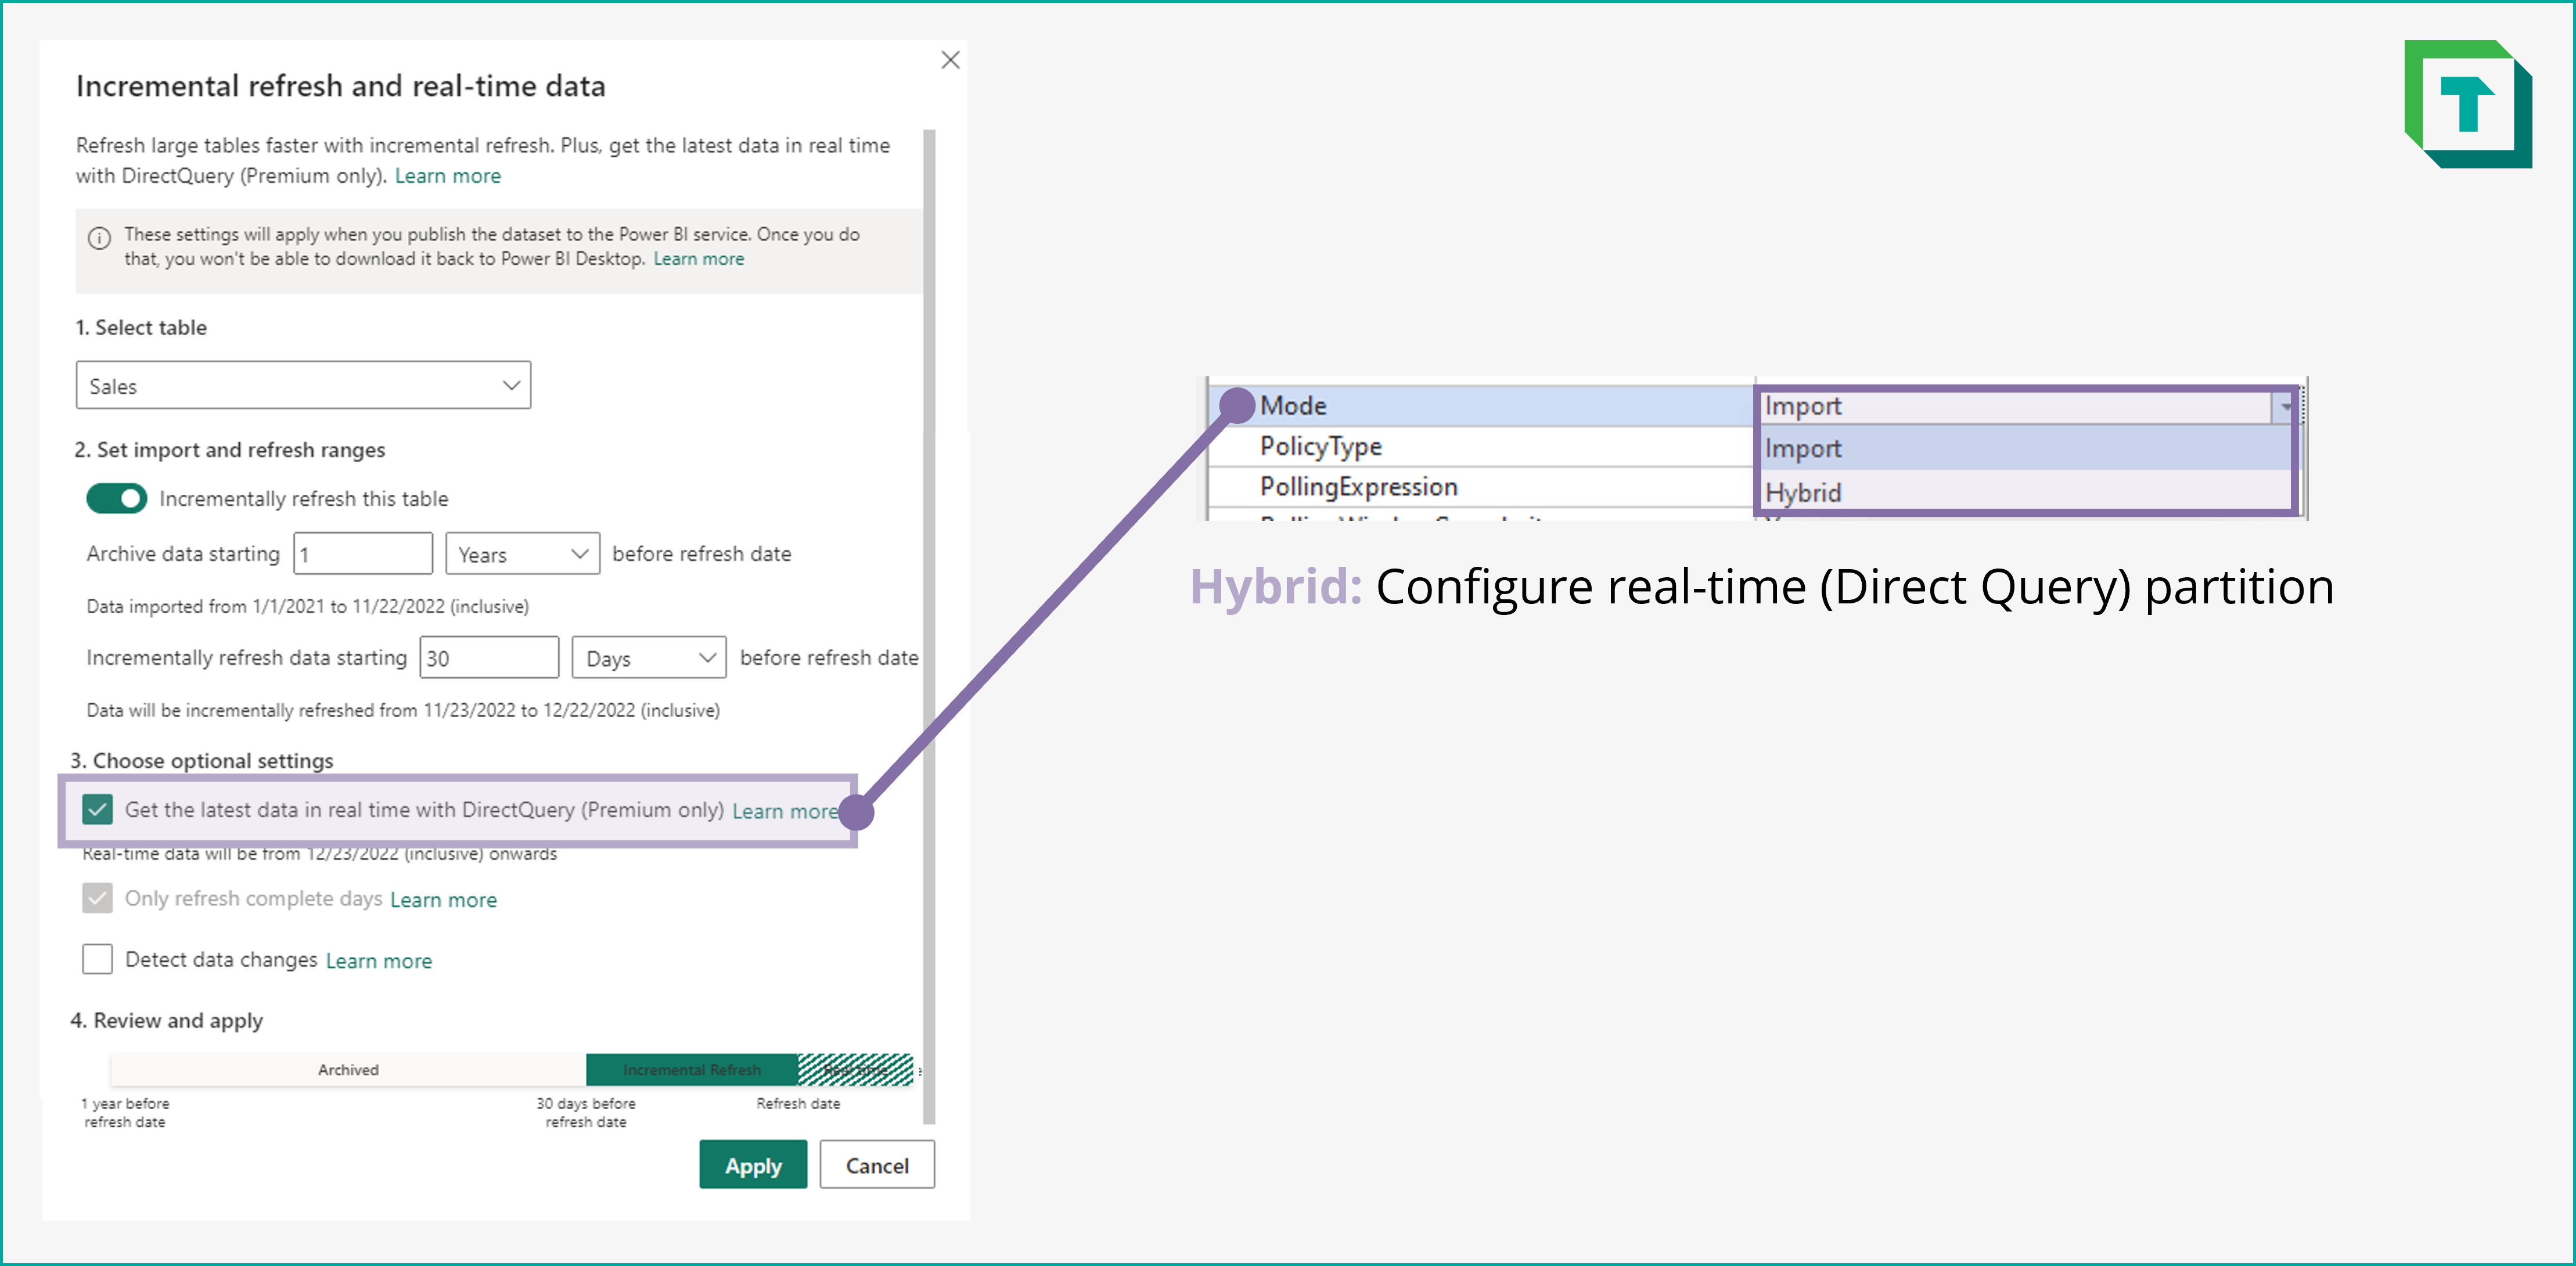 Incremental refresh and real-time data
Refresh large tables faster with incremental refresh. Plus, get the latest data in real time
with DirectQuery (Premium only). Learn more
These settings will apply when you publish the dataset to the Power BI service. Once you do
that, you won't be able to download it back to Power BI Desktop. Learn more
1. Select table
Sales
2. Set import and refresh ranges
Incrementally refresh this table
Archive data starting 1 Years before refresh date
Data imported from 1/1/2021 to 11/22/2022 (inclusive)
Incrementally refresh data starting 30 Days before refresh date
Data will be incrementally refreshed from 11/23/2022 to 12/22/2022 (inclusive)
3. Choose optional settings
Get the latest data in real time with DirectQuery (Premium only) Learn more
Real-time data will be from 12/23/2022 (inclusive) onwards
Only refresh complete days Learn more
Detect data changes Learn more
4. Review and apply
Archived Incremental Refresh Real time
1 year before
refresh date
30 days before
refresh date
Refresh date
Apply Cancel
T
Mode Import
PolicyType Import
PollingExpression Hybrid
Hybrid: Configure real-time (Direct Query) partition